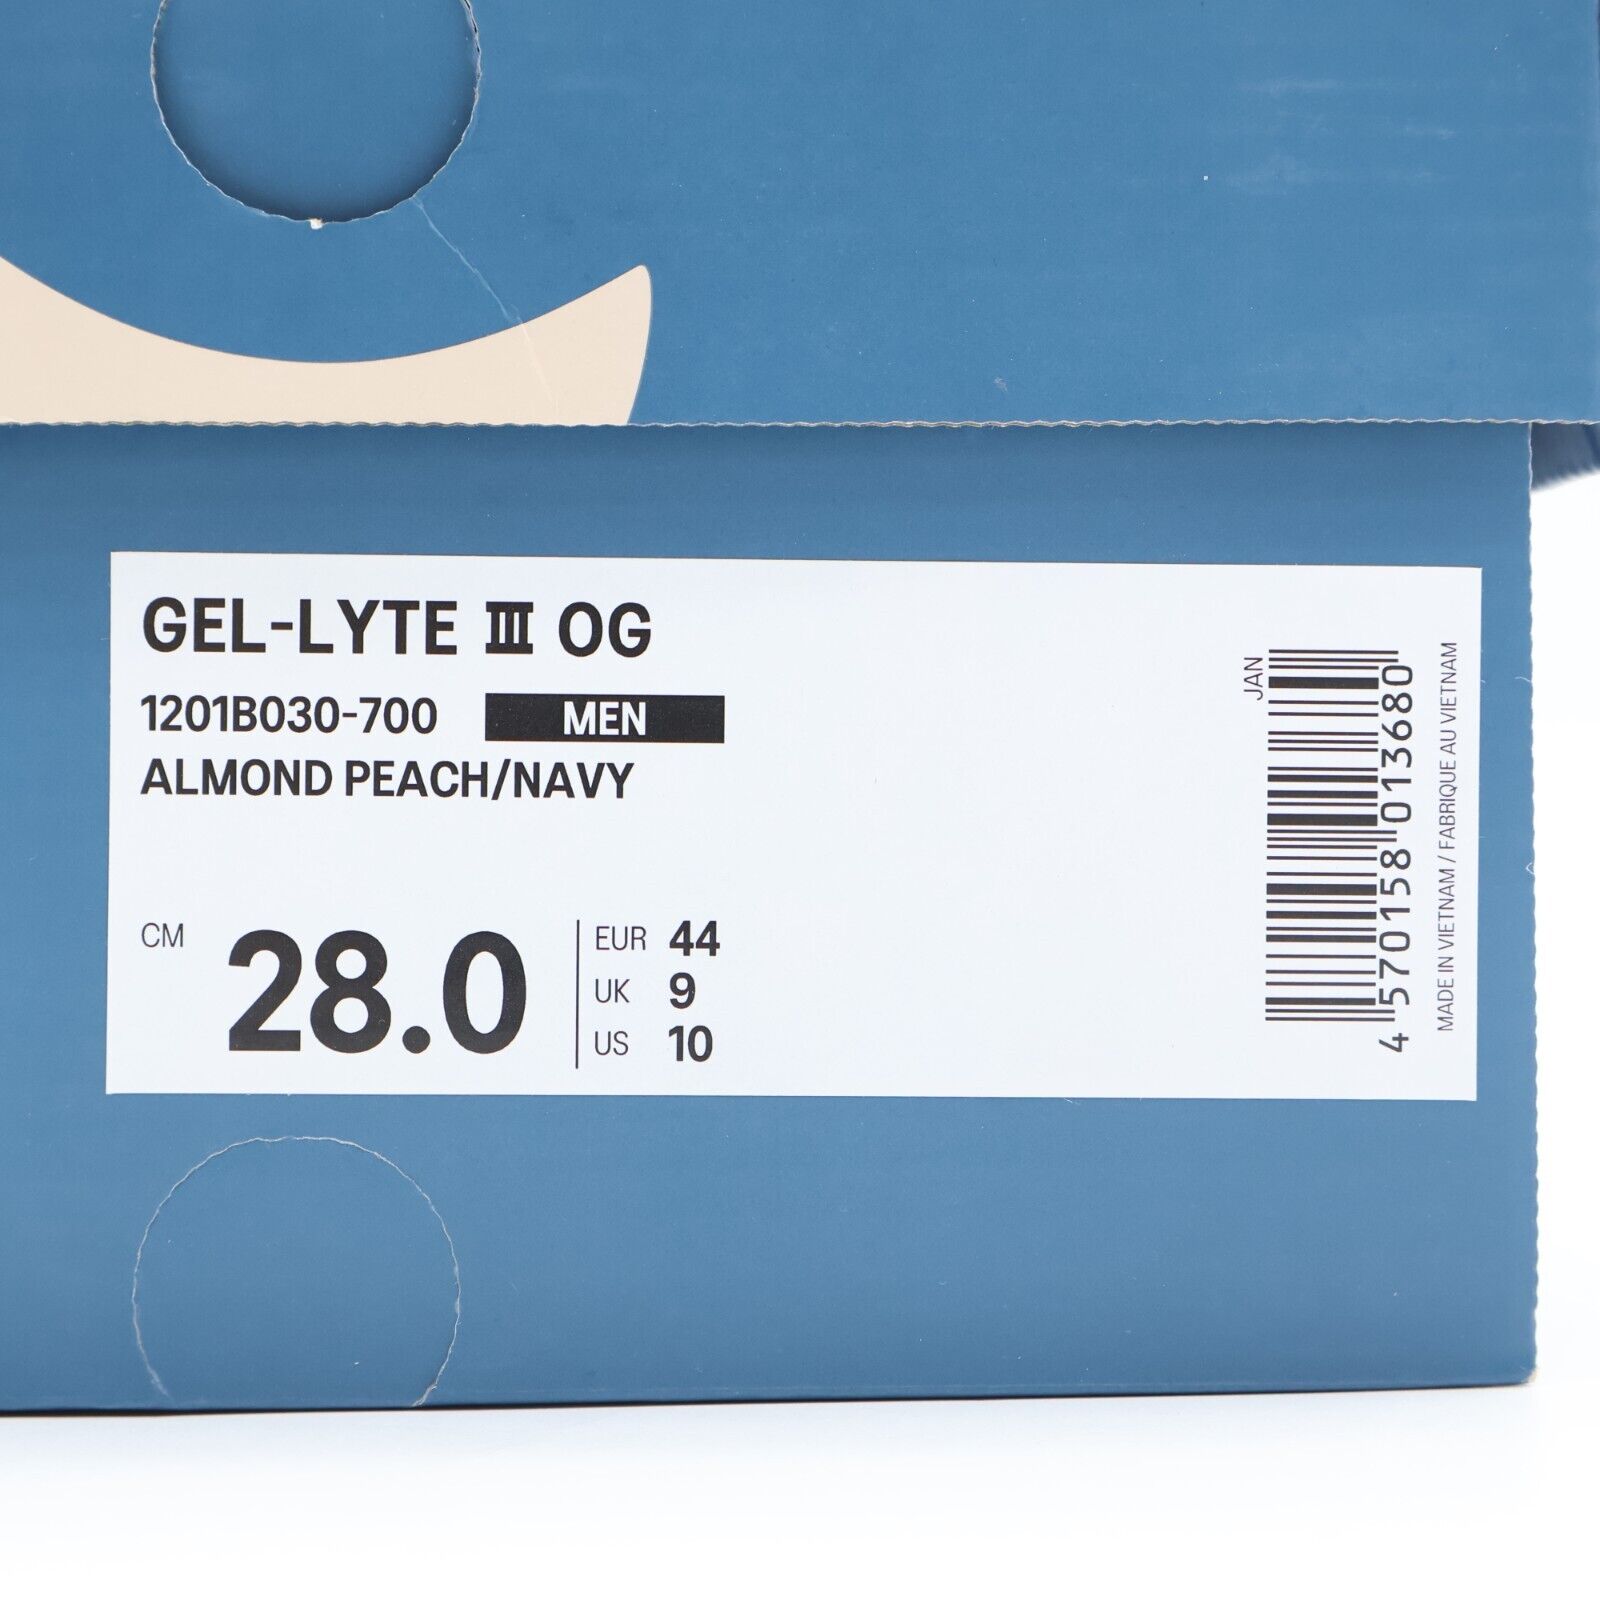 GEL-LYTE III OG
1201B030-700 MEN
ALMOND PEACH/NAVY
CM 28.0
EUR 44
UK 9
US 10
JAN
4 570158 013680
MADE IN VIETNAM / FABRIQUE AU VIETNAM